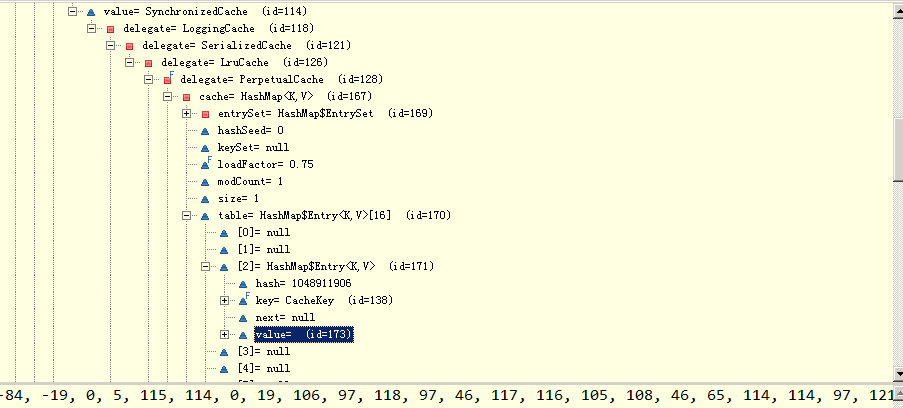 value= SynchronizedCache (id=114)
delegate= LoggingCache (id=118)
delegate= SerializedCache (id=121)
delegate= LruCache (id=126)
F delegate= PerpetualCache (id=128)
cache= HashMap<K,V> (id=167)
entrySet= HashMap$EntrySet (id=169)
hashSeed= 0
keySet= null
F loadFactor= 0.75
modCount= 1
size= 1
table= HashMap$Entry<K,V>[16] (id=170)
[0]= null
[1]= null
[2]= HashMap$Entry<K,V> (id=171)
hash= 1048911906
F key= CacheKey (id=138)
next= null
value= (id=173)
[3]= null
[4]= null
-84, -19, 0, 5, 115, 114, 0, 19, 106, 97, 118, 97, 46, 117, 116, 105, 108, 46, 65, 114, 114, 97, 121